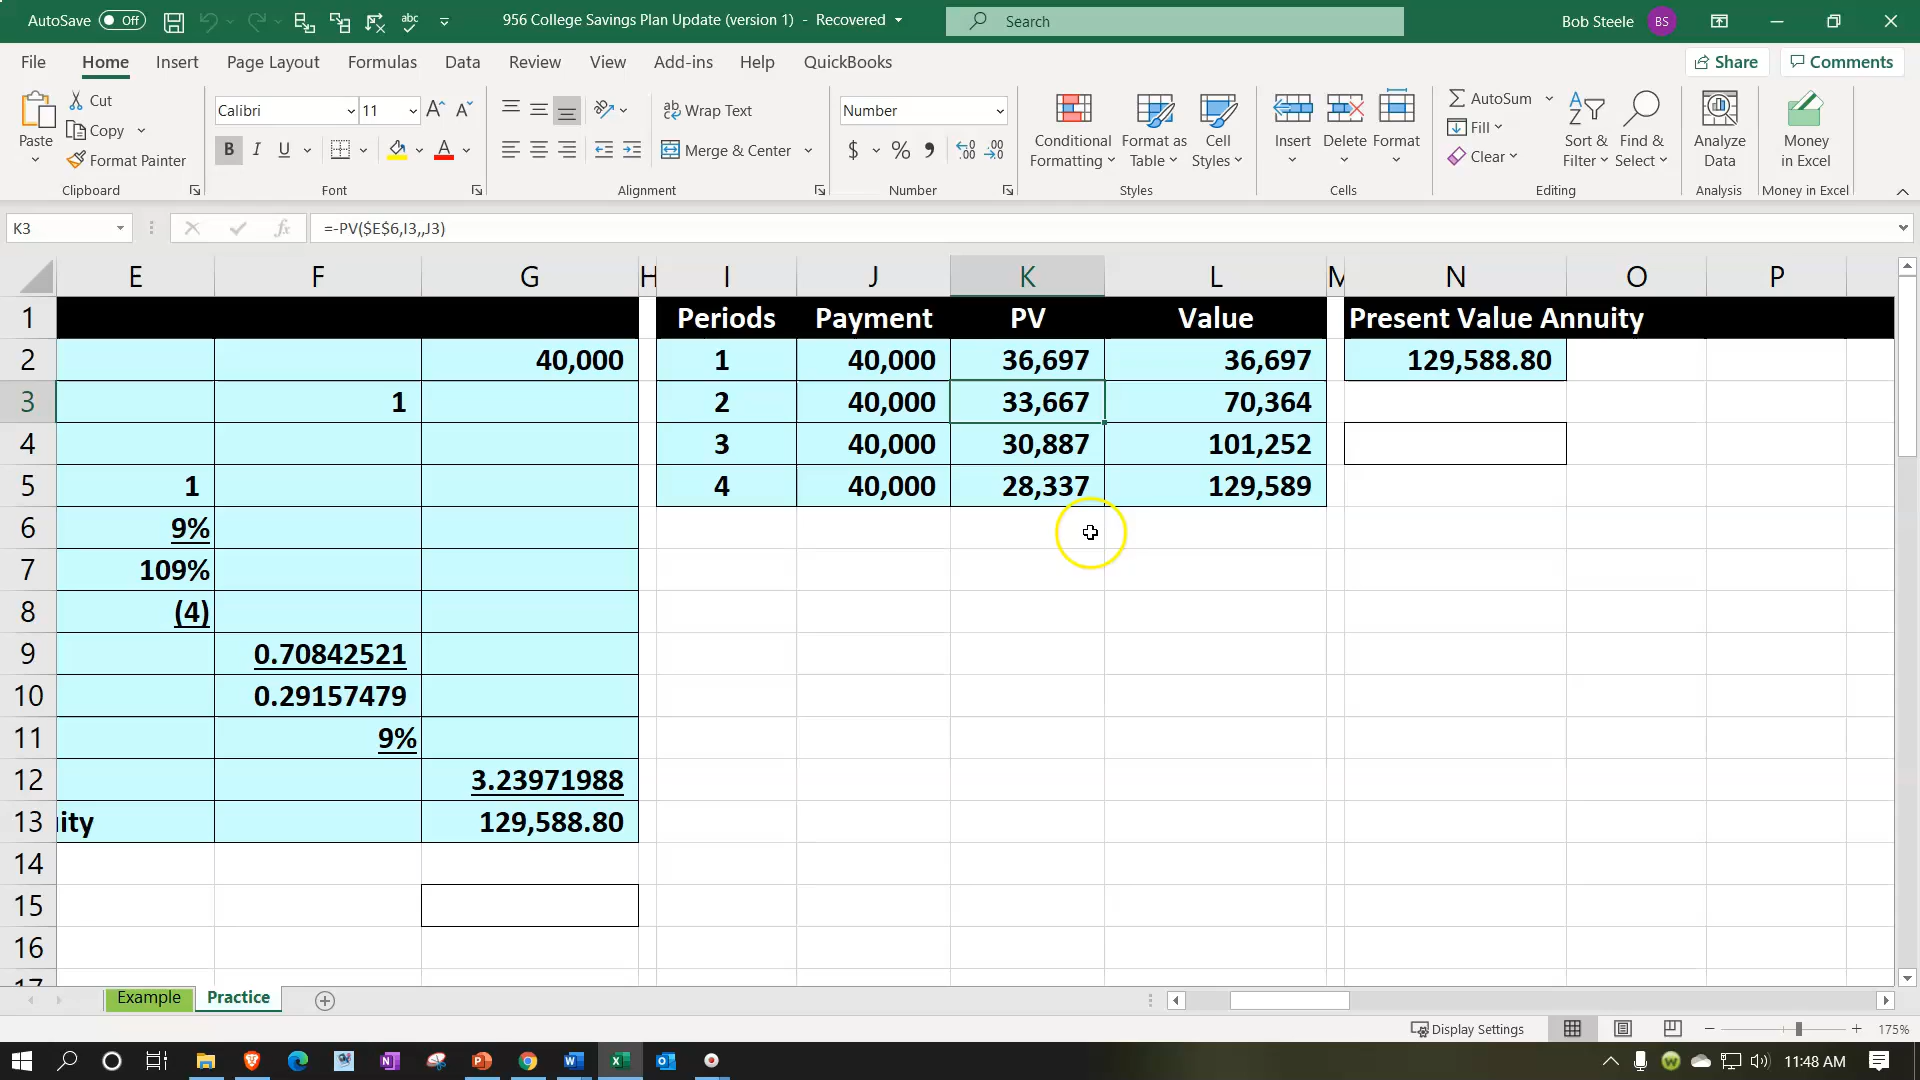 AutoSave Off
abc
956 College Savings Plan Update (version 1) - Recovered
Search
Bob Steele BS
File Home Insert Page Layout Formulas Data Review View Add-ins Help QuickBooks
Share Comments
Paste
Cut
Copy
Format Painter
Clipboard
Calibri 11
B I U
Font
Wrap Text
Merge & Center
Alignment
Number
$ % 9
Number
Conditional Formatting
Format as Table
Cell Styles
Styles
Insert Delete Format
Cells
AutoSum
Fill
Clear
Sort & Filter
Find & Select
Editing
Analyze Data
Analysis
Money in Excel
Money in Excel
K3 fx =-PV($E$6,I3,,J3)
E F G H I J K L M N O P
1 Periods Payment PV Value Present Value Annuity
2 40,000 1 40,000 36,697 36,697 129,588.80
3 1 2 40,000 33,667 70,364
4 3 40,000 30,887 101,252
5 1 4 40,000 28,337 129,589
6 9%
7 109%
8 (4)
9 0.70842521
10 0.29157479
11 9%
12 3.23971988
13 ity 129,588.80
14
15
16
17
Example Practice
Display Settings 175%
11:48 AM